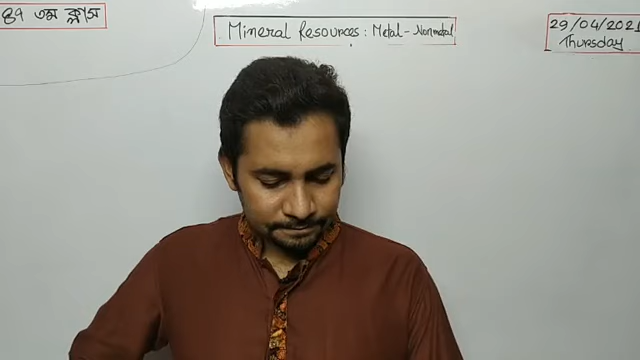 ৪৭ তম ক্লাস
Mineral Resources : Metal - Nonmetal
29/04/2021
Thursday